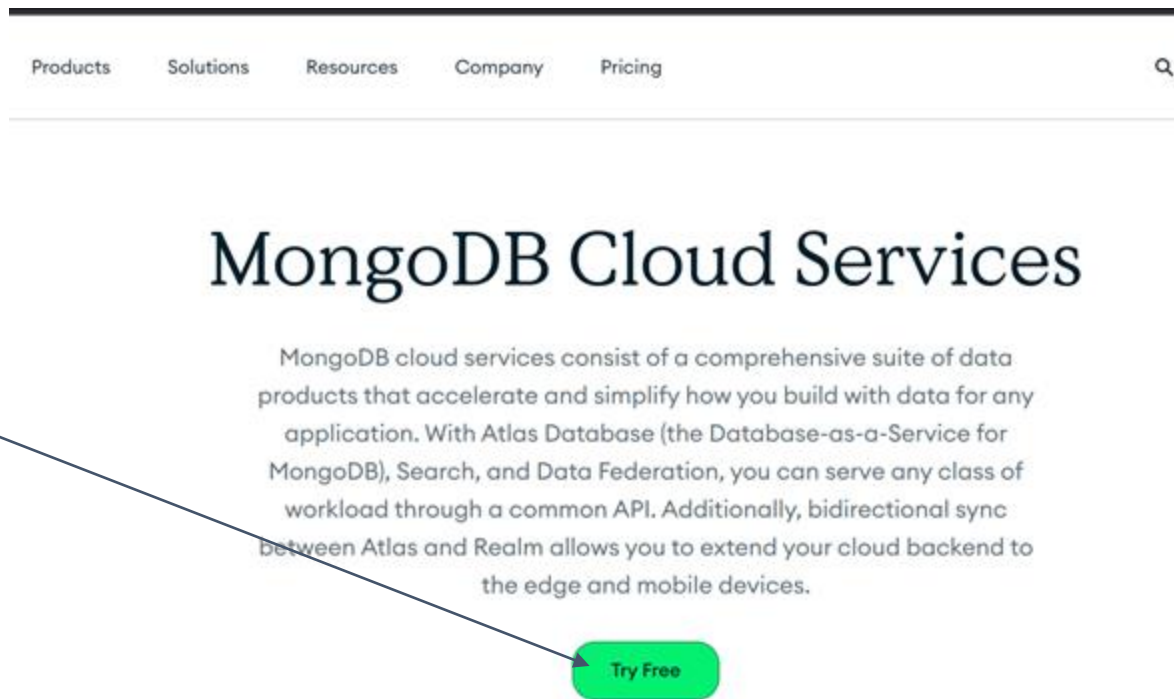 Products Solutions Resources Company Pricing
MongoDB Cloud Services
MongoDB cloud services consist of a comprehensive suite of data
products that accelerate and simplify how you build with data for any
application. With Atlas Database (the Database-as-a-Service for
MongoDB), Search, and Data Federation, you can serve any class of
workload through a common API. Additionally, bidirectional sync
between Atlas and Realm allows you to extend your cloud backend to
the edge and mobile devices.
Try Free